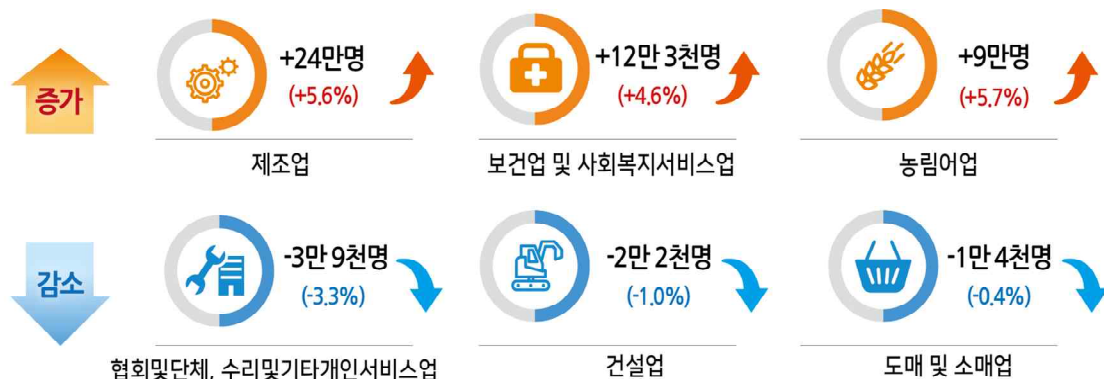 증가
+24만명
(+5.6%)
제조업
+12만 3천명
(+4.6%)
보건업 및 사회복지서비스업
+9만명
(+5.7%)
농림어업
감소
-3만 9천명
(-3.3%)
협회및단체, 수리및기타개인서비스업
-2만 2천명
(-1.0%)
건설업
-1만 4천명
(-0.4%)
도매 및 소매업